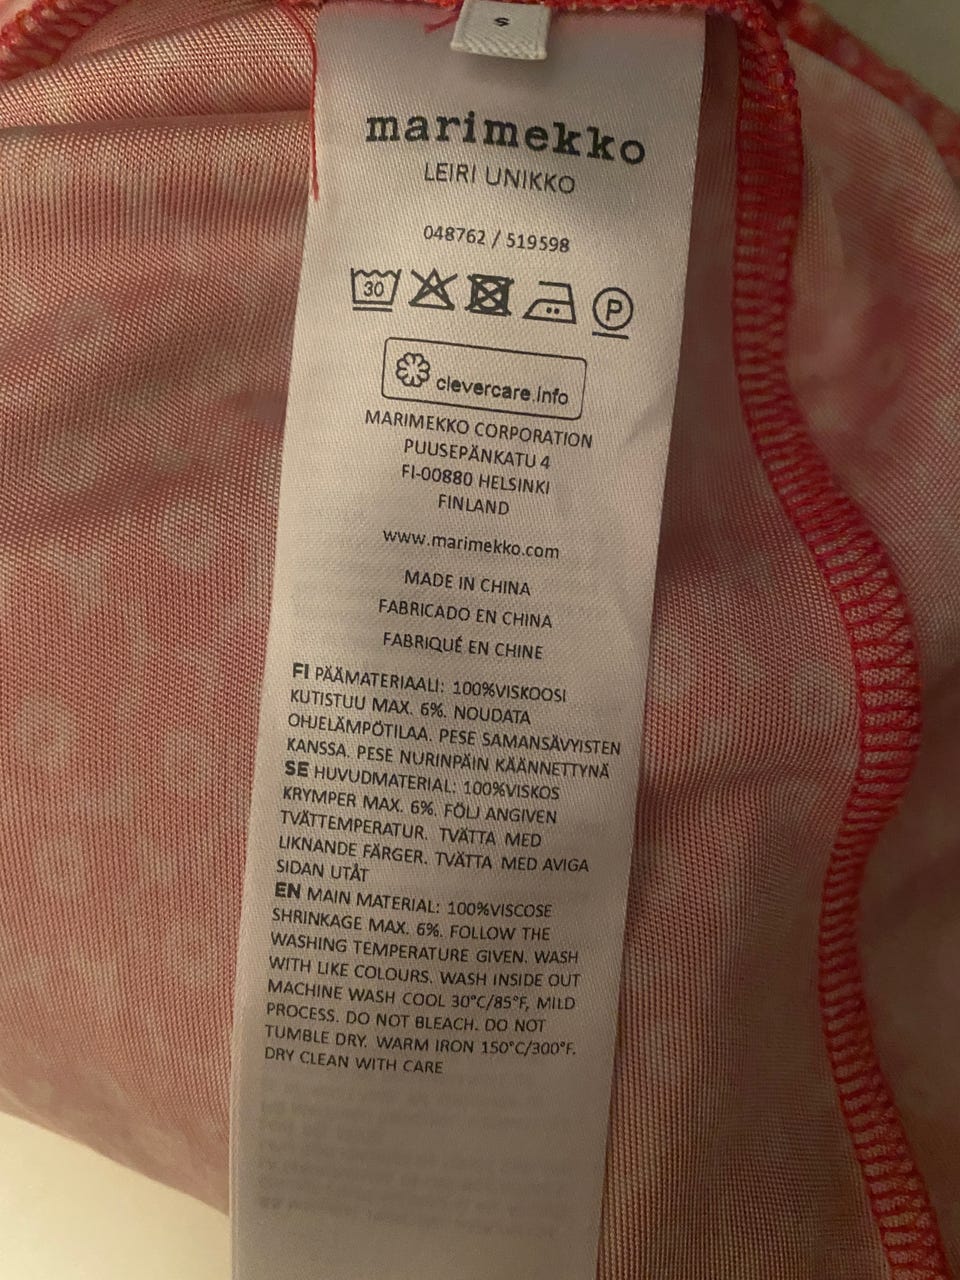 S
marimekko
LEIRI UNIKKO
048762 / 519598
30
P
clevercare.info
MARIMEKKO CORPORATION
PUUSEPÄNKATU 4
FI-00880 HELSINKI
FINLAND
www.marimekko.com
MADE IN CHINA
FABRICADO EN CHINA
FABRIQUÉ EN CHINE
FI PÄÄMATERIAALI: 100%VISKOOSI
KUTISTUU MAX. 6%. NOUDATA
OHJELÄMPÖTILAA. PESE SAMANSÄVYISTEN
KANSSA. PESE NURINPÄIN KÄÄNNETTYNÄ
SE HUVUDMATERIAL: 100%VISKOS
KRYMPER MAX. 6%. FÖLJ ANGIVEN
TVÄTTEMPERATUR. TVÄTTA MED
LIKNANDE FÄRGER. TVÄTTA MED AVIGA
SIDAN UTÅT
EN MAIN MATERIAL: 100%VISCOSE
SHRINKAGE MAX. 6%. FOLLOW THE
WASHING TEMPERATURE GIVEN. WASH
WITH LIKE COLOURS. WASH INSIDE OUT
MACHINE WASH COOL 30°C/85°F, MILD
PROCESS. DO NOT BLEACH. DO NOT
TUMBLE DRY. WARM IRON 150°C/300°F.
DRY CLEAN WITH CARE